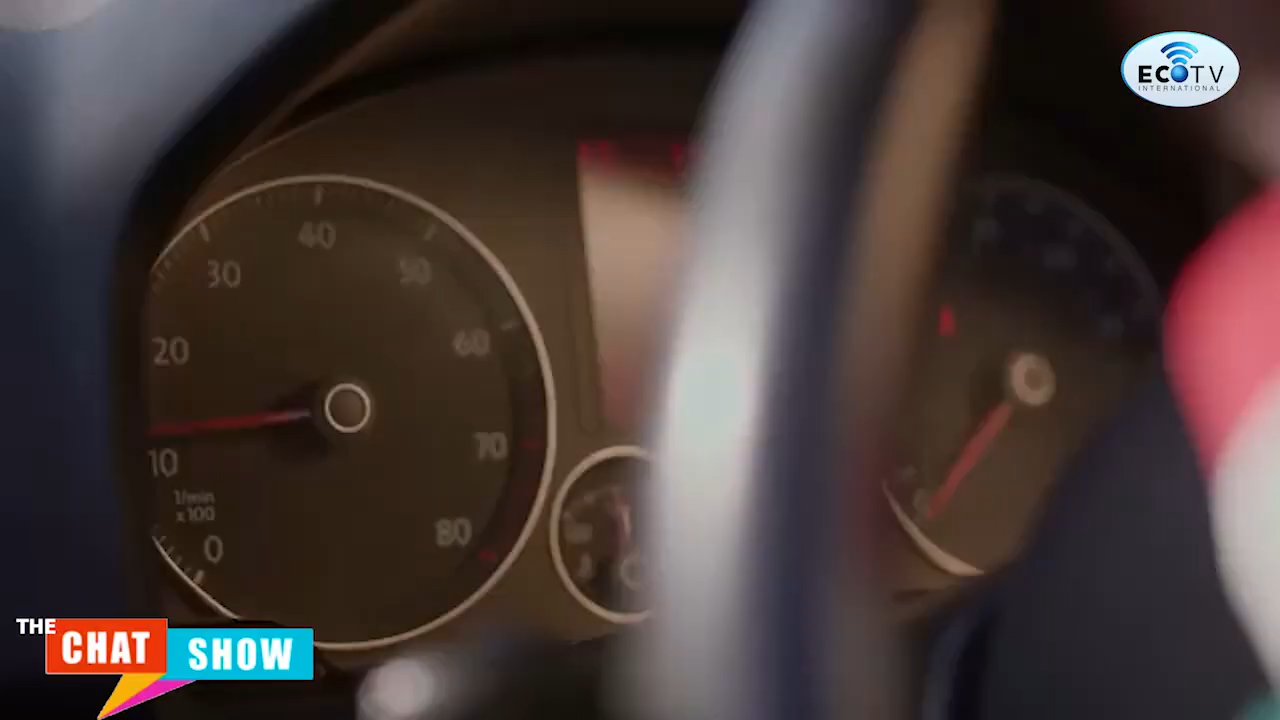 ECOTV
INTERNATIONAL
40
30
50
20
60
10
70
1/min
x100
80
0
THE
CHAT
SHOW